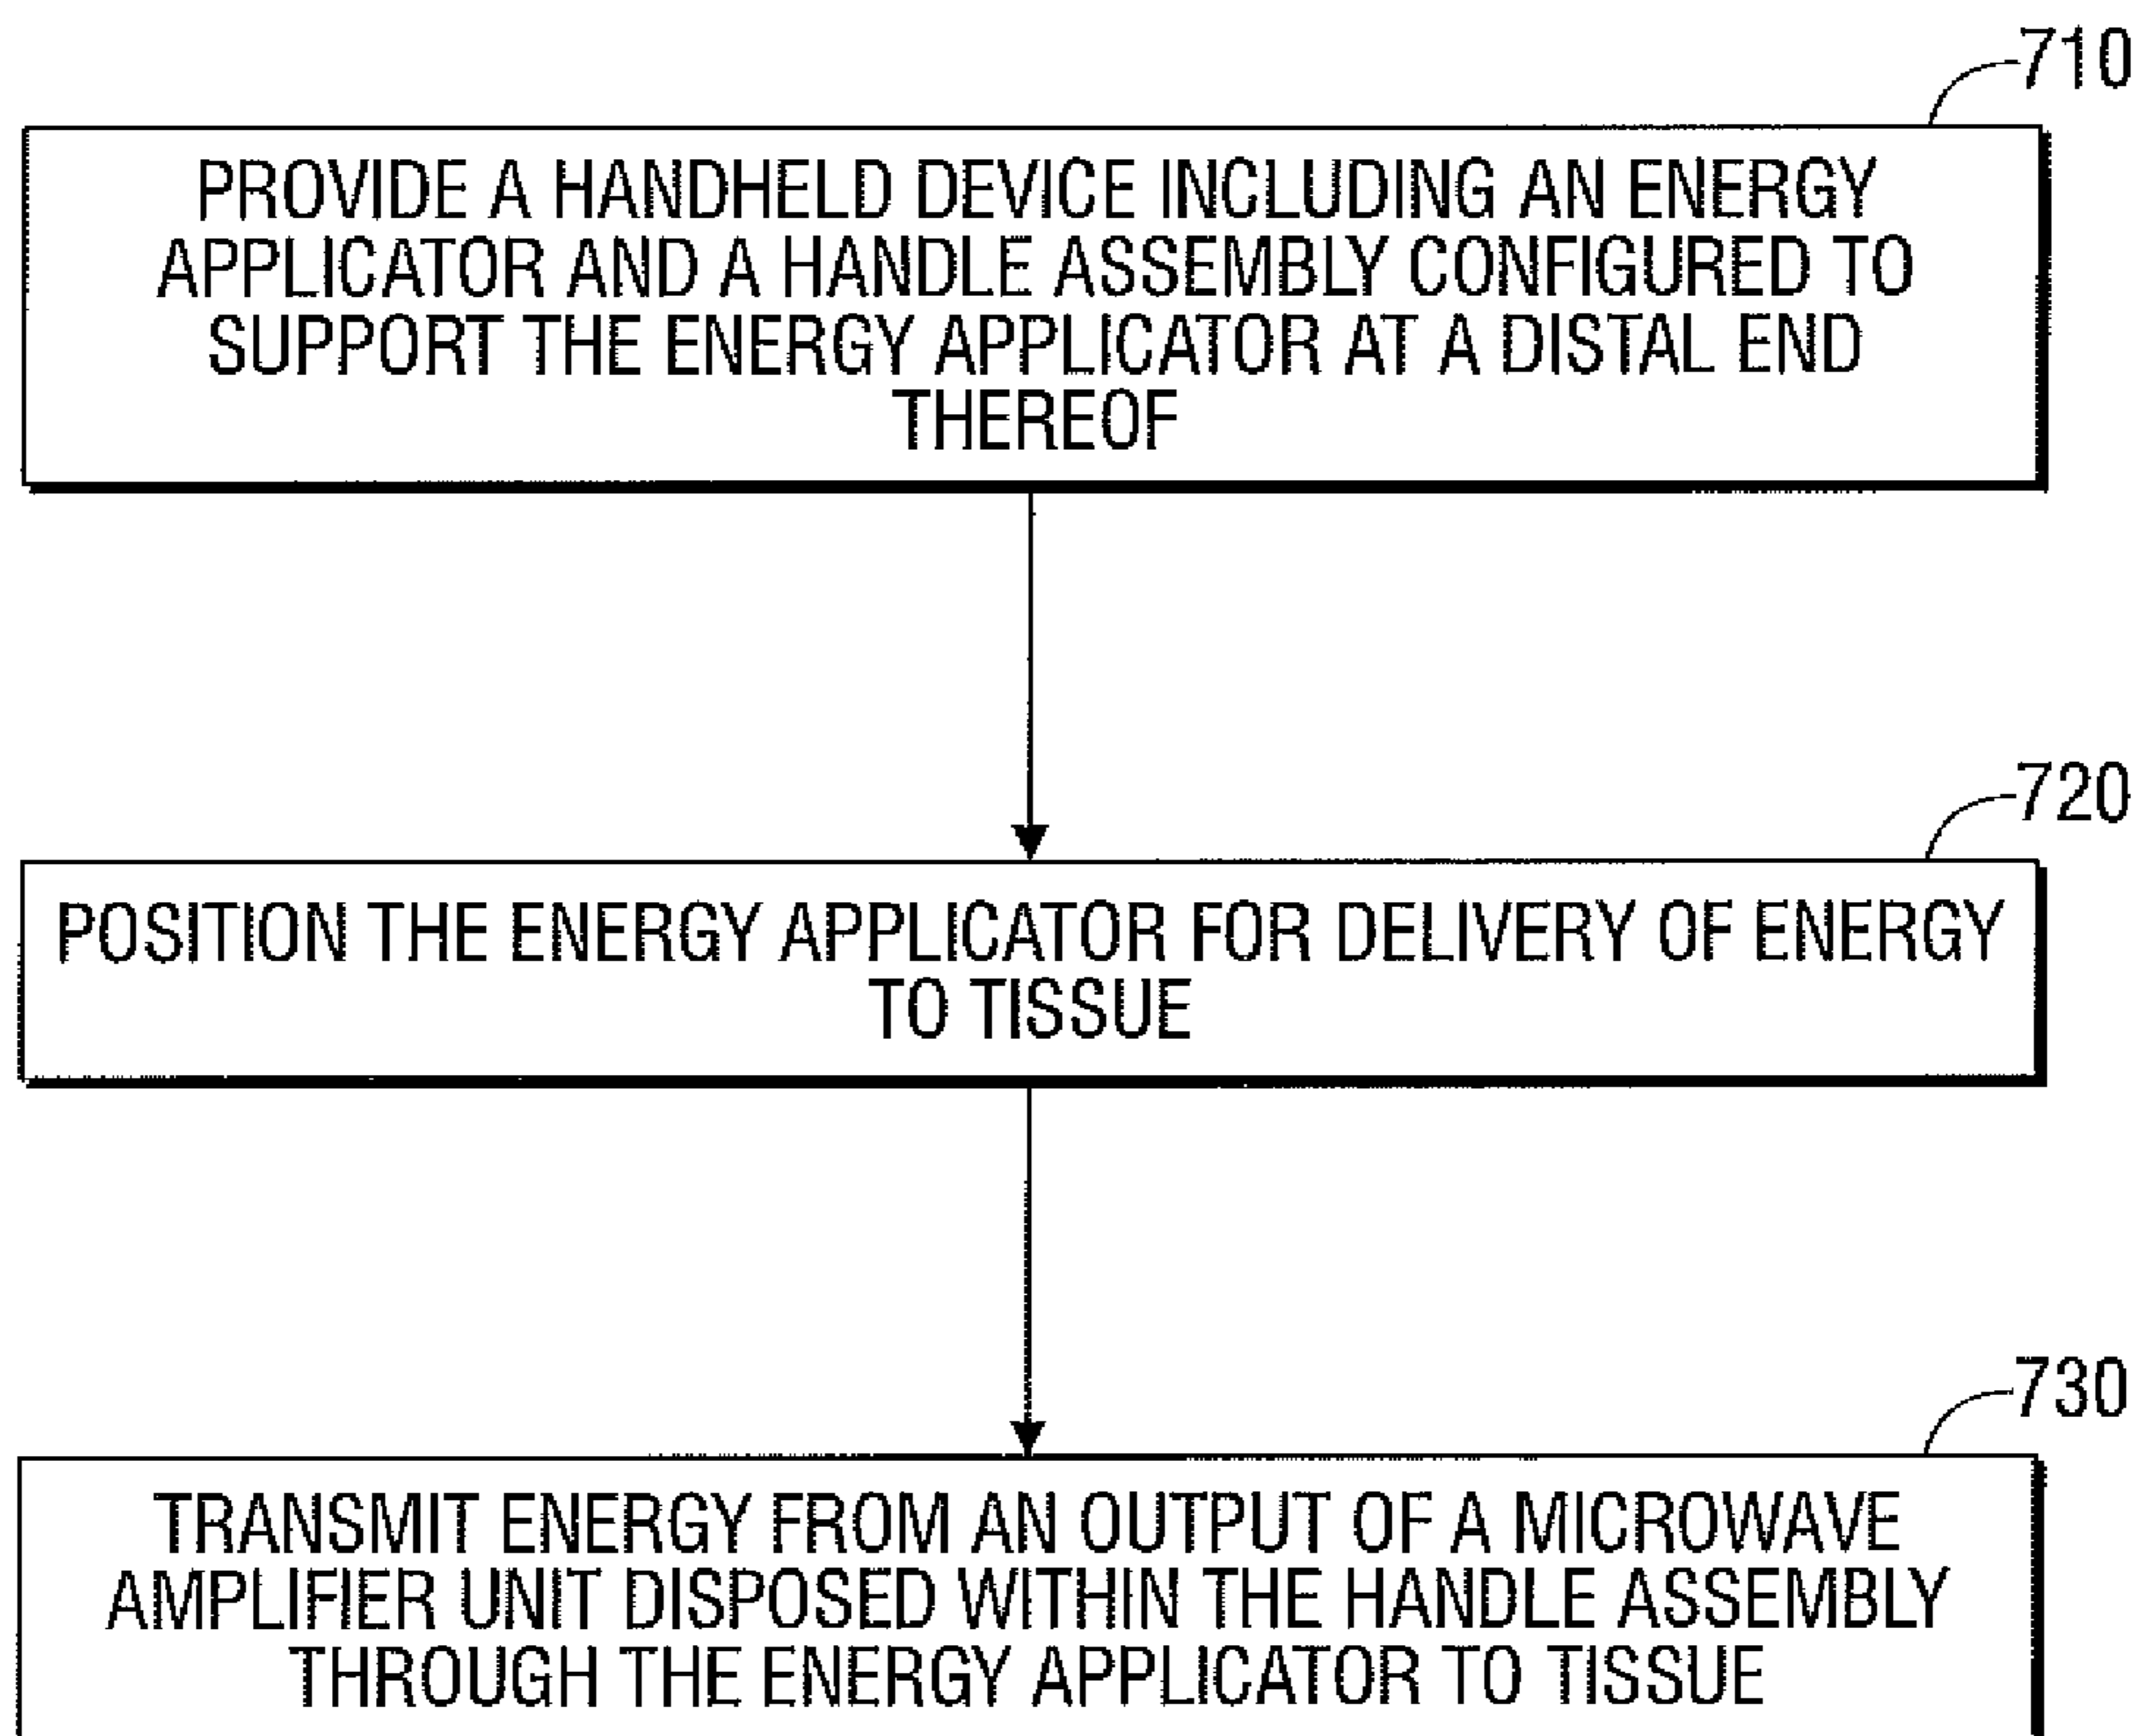 710
PROVIDE A HANDHELD DEVICE INCLUDING AN ENERGY
APPLICATOR AND A HANDLE ASSEMBLY CONFIGURED TO
SUPPORT THE ENERGY APPLICATOR AT A DISTAL END
THEREOF
720
POSITION THE ENERGY APPLICATOR FOR DELIVERY OF ENERGY
TO TISSUE
730
TRANSMIT ENERGY FROM AN OUTPUT OF A MICROWAVE
AMPLIFIER UNIT DISPOSED WITHIN THE HANDLE ASSEMBLY
THROUGH THE ENERGY APPLICATOR TO TISSUE